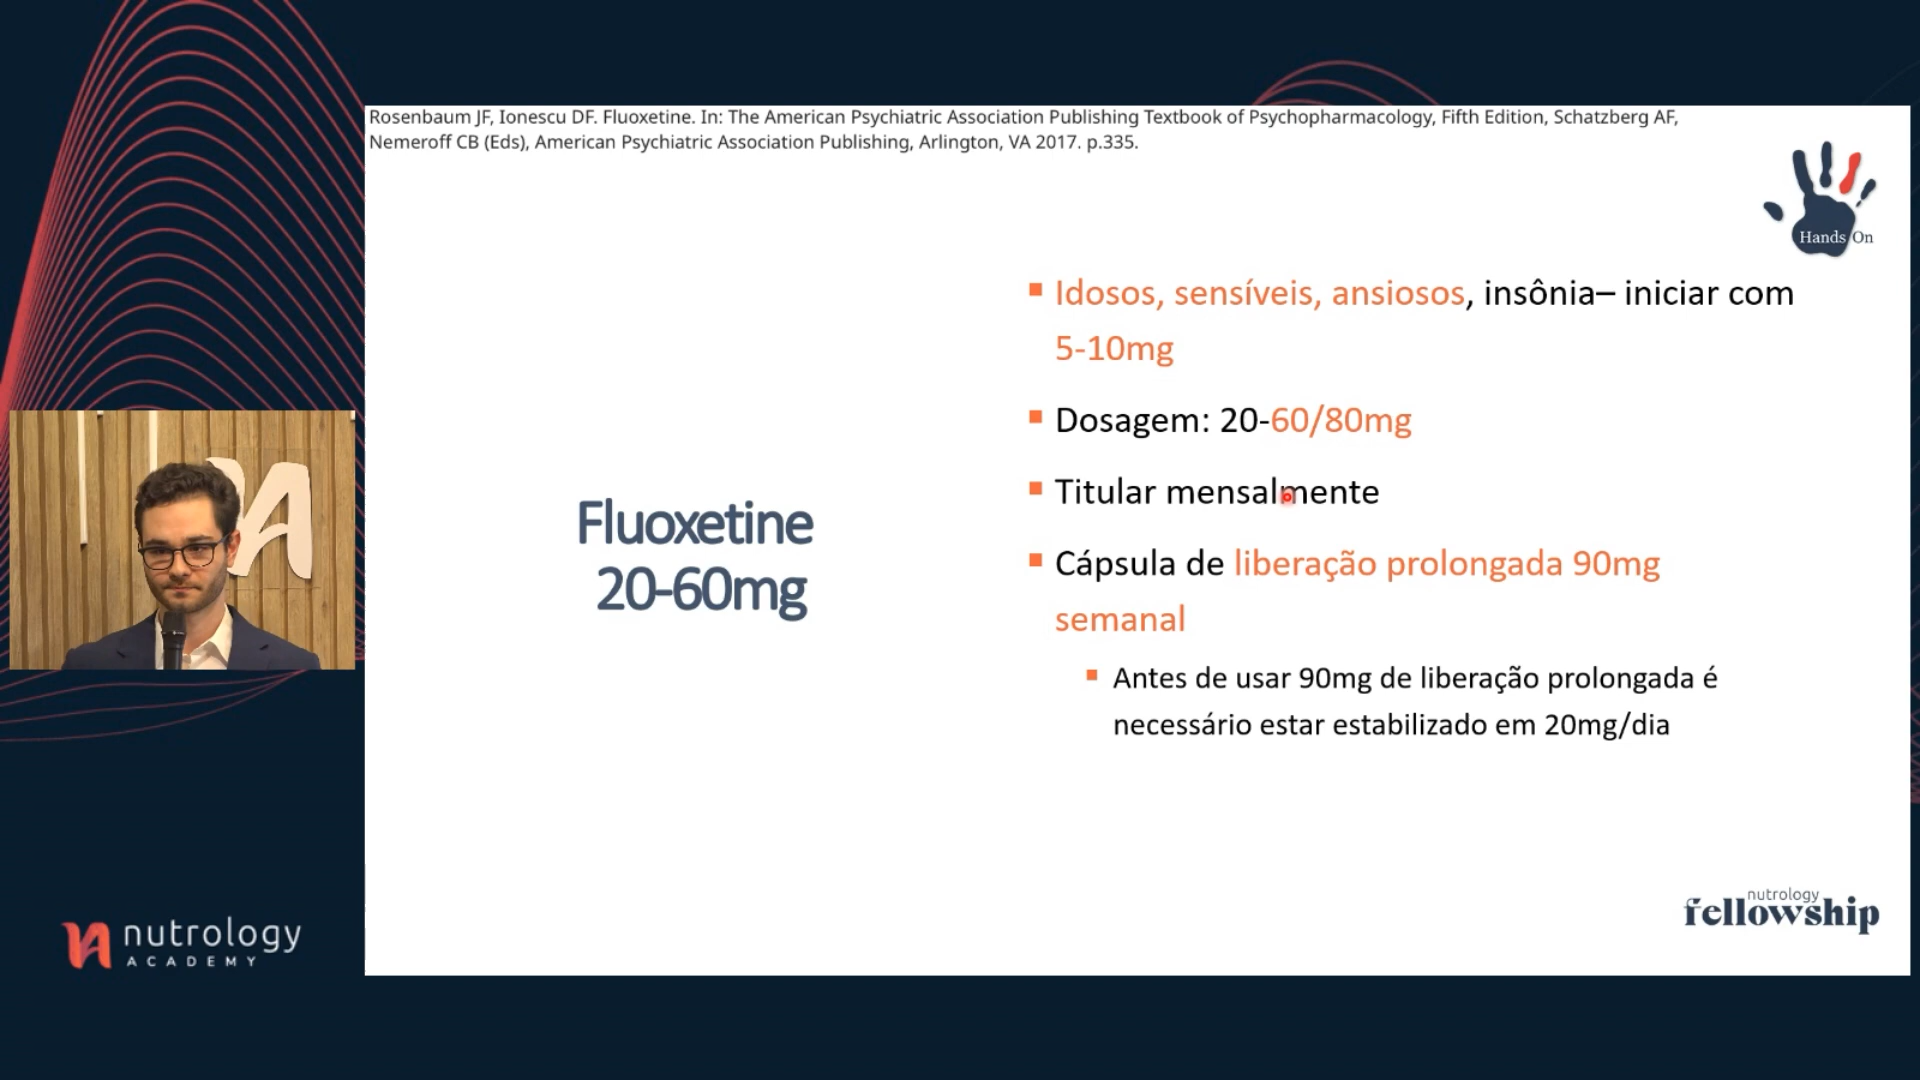 Rosenbaum JF, Ionescu DF. Fluoxetine. In: The American Psychiatric Association Publishing Textbook of Psychopharmacology, Fifth Edition, Schatzberg AF,
Nemeroff CB (Eds), American Psychiatric Association Publishing, Arlington, VA 2017. p.335.
Hands On
Fluoxetine
20-60mg
Idosos, sensíveis, ansiosos, insônia– iniciar com
5-10mg
Dosagem: 20-60/80mg
Titular mensalmente
Cápsula de liberação prolongada 90mg
semanal
Antes de usar 90mg de liberação prolongada é
necessário estar estabilizado em 20mg/dia
nutrology
fellowship
nutrology
ACADEMY